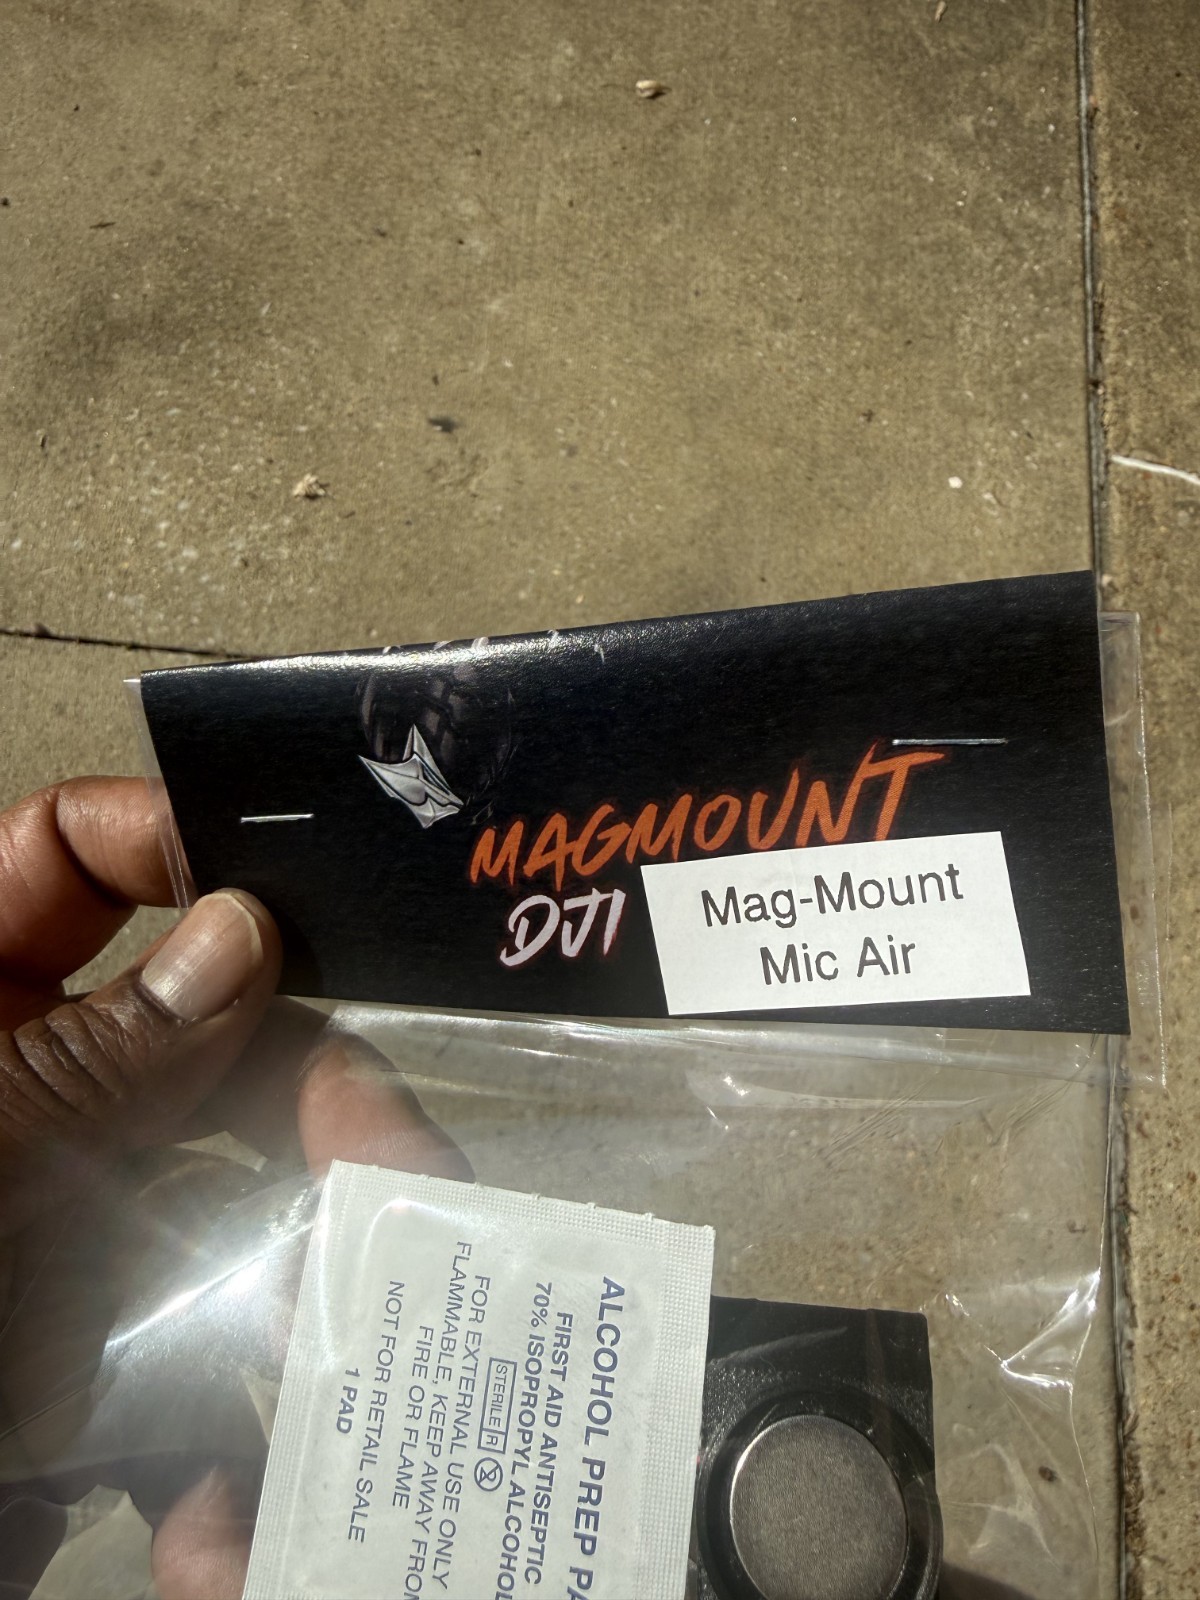 MAGMOUNT
DJI
Mag-Mount
Mic Air
ALCOHOL PREP
FIRST AID ANTISEPTIC
70% ISOPROPYL ALCOHOL
STERILE R
FOR EXTERNAL USE ONLY
FLAMMABLE, KEEP AWAY FROM
FIRE OR FLAME
NOT FOR RETAIL SALE
1 PAD